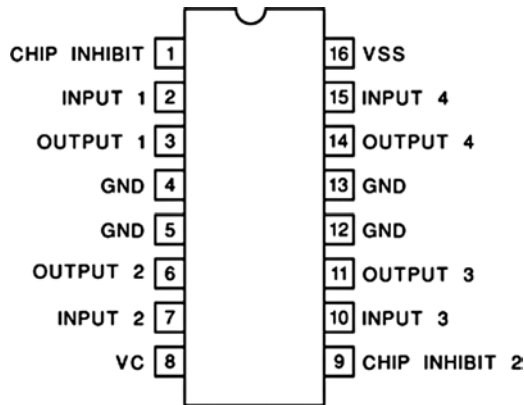 CHIP INHIBIT 1 16 VSS
INPUT 1 2 15 INPUT 4
OUTPUT 1 3 14 OUTPUT 4
GND 4 13 GND
GND 5 12 GND
OUTPUT 2 6 11 OUTPUT 3
INPUT 2 7 10 INPUT 3
VC 8 9 CHIP INHIBIT 2